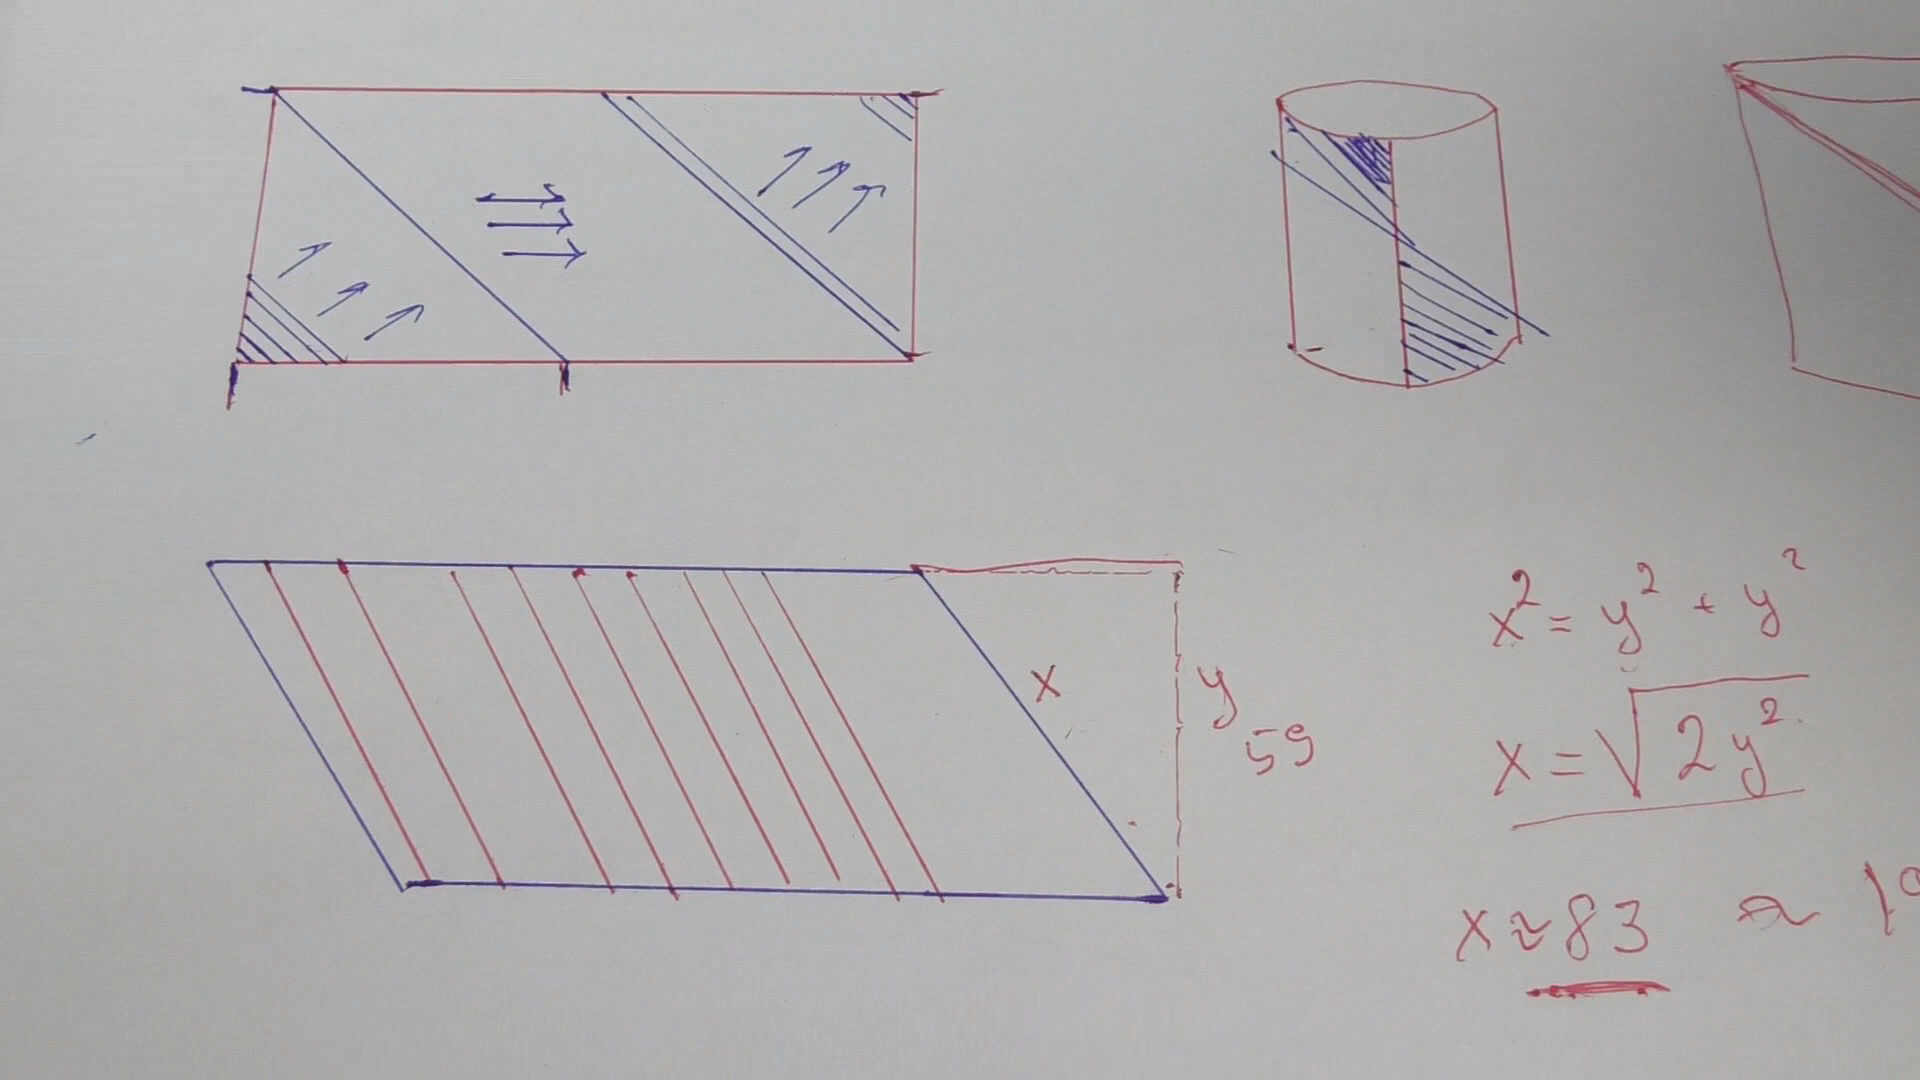 x
y
59
x² = y² + y²
x = √2y²
x ≈ 83 ≈